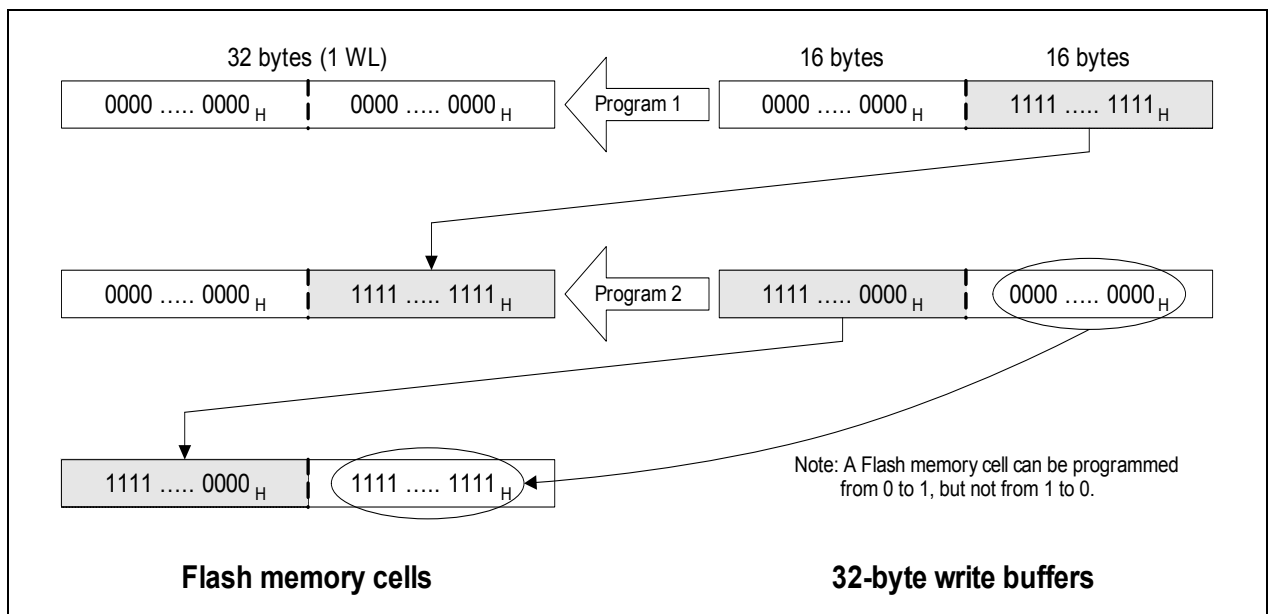 32 bytes (1 WL)
16 bytes
16 bytes
0000 ..... 0000 H
0000 ..... 0000 H
Program 1
0000 ..... 0000 H
1111 ..... 1111 H
0000 ..... 0000 H
1111 ..... 1111 H
Program 2
1111 ..... 0000 H
0000 ..... 0000 H
1111 ..... 0000 H
1111 ..... 1111 H
Note: A Flash memory cell can be programmed
from 0 to 1, but not from 1 to 0.
Flash memory cells
32-byte write buffers